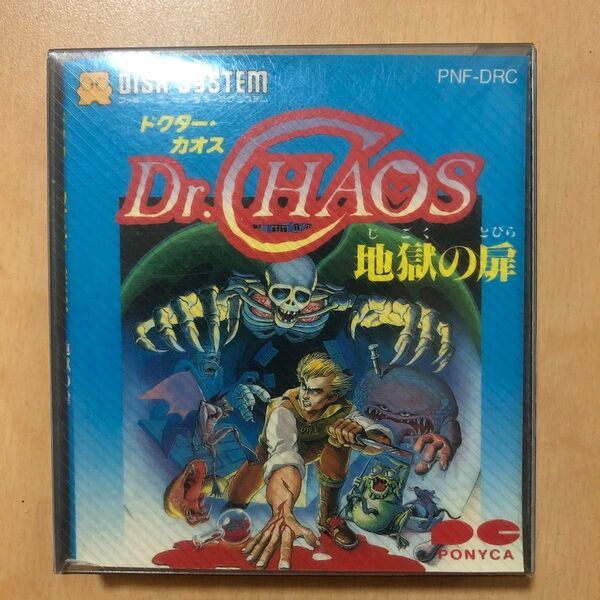 DISK SYSTEM
PNF-DRC
ドクター・
カオス
Dr.CHAOS
じごく とびら
地獄の扉
PC
PONYCA